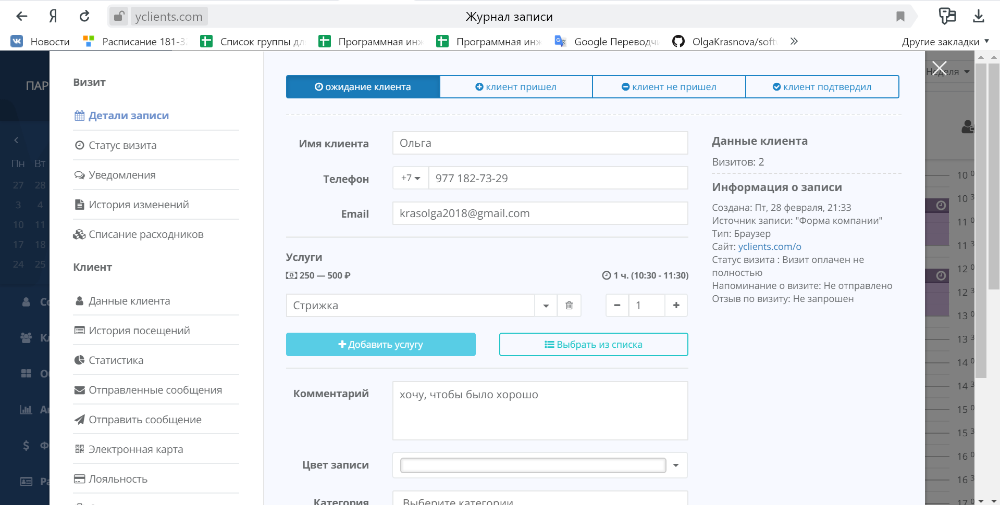 Я
yclients.com
Журнал записи
Новости
Расписание 181-32
Список группы дл
Программная инж
Программная инж
Google Переводчи
OlgaKrasnova/softw
Другие закладки
ПАР
Пн Вт
27 28
3 4
10 11
17 18
24 25
Визит
Детали записи
Статус визита
Уведомления
История изменений
Списание расходников
Клиент
Данные клиента
История посещений
Статистика
Отправленные сообщения
Отправить сообщение
Электронная карта
Лояльность
ожидание клиента
клиент пришел
клиент не пришел
клиент подтвердил
Имя клиента
Ольга
Телефон
+7
977 182-73-29
Email
krasolga2018@gmail.com
Услуги
250 — 500 ₽
1 ч. (10:30 - 11:30)
Стрижка
1
Добавить услугу
Выбрать из списка
Комментарий
хочу, чтобы было хорошо
Цвет записи
Категория
Выберите категории
Данные клиента
Визитов: 2
Информация о записи
Создана: Пт, 28 февраля, 21:33
Источник записи: "Форма компании"
Тип: Браузер
Сайт: yclients.com/o
Статус визита : Визит оплачен не
полностью
Напоминание о визите: Не отправлено
Отзыв по визиту: Не запрошен
Неделя
10 0
10 3
11 0
11 3
12 0
12 3
13 0
13 3
14 0
14 3
15 0
15 3
16 0
16 3
17 0